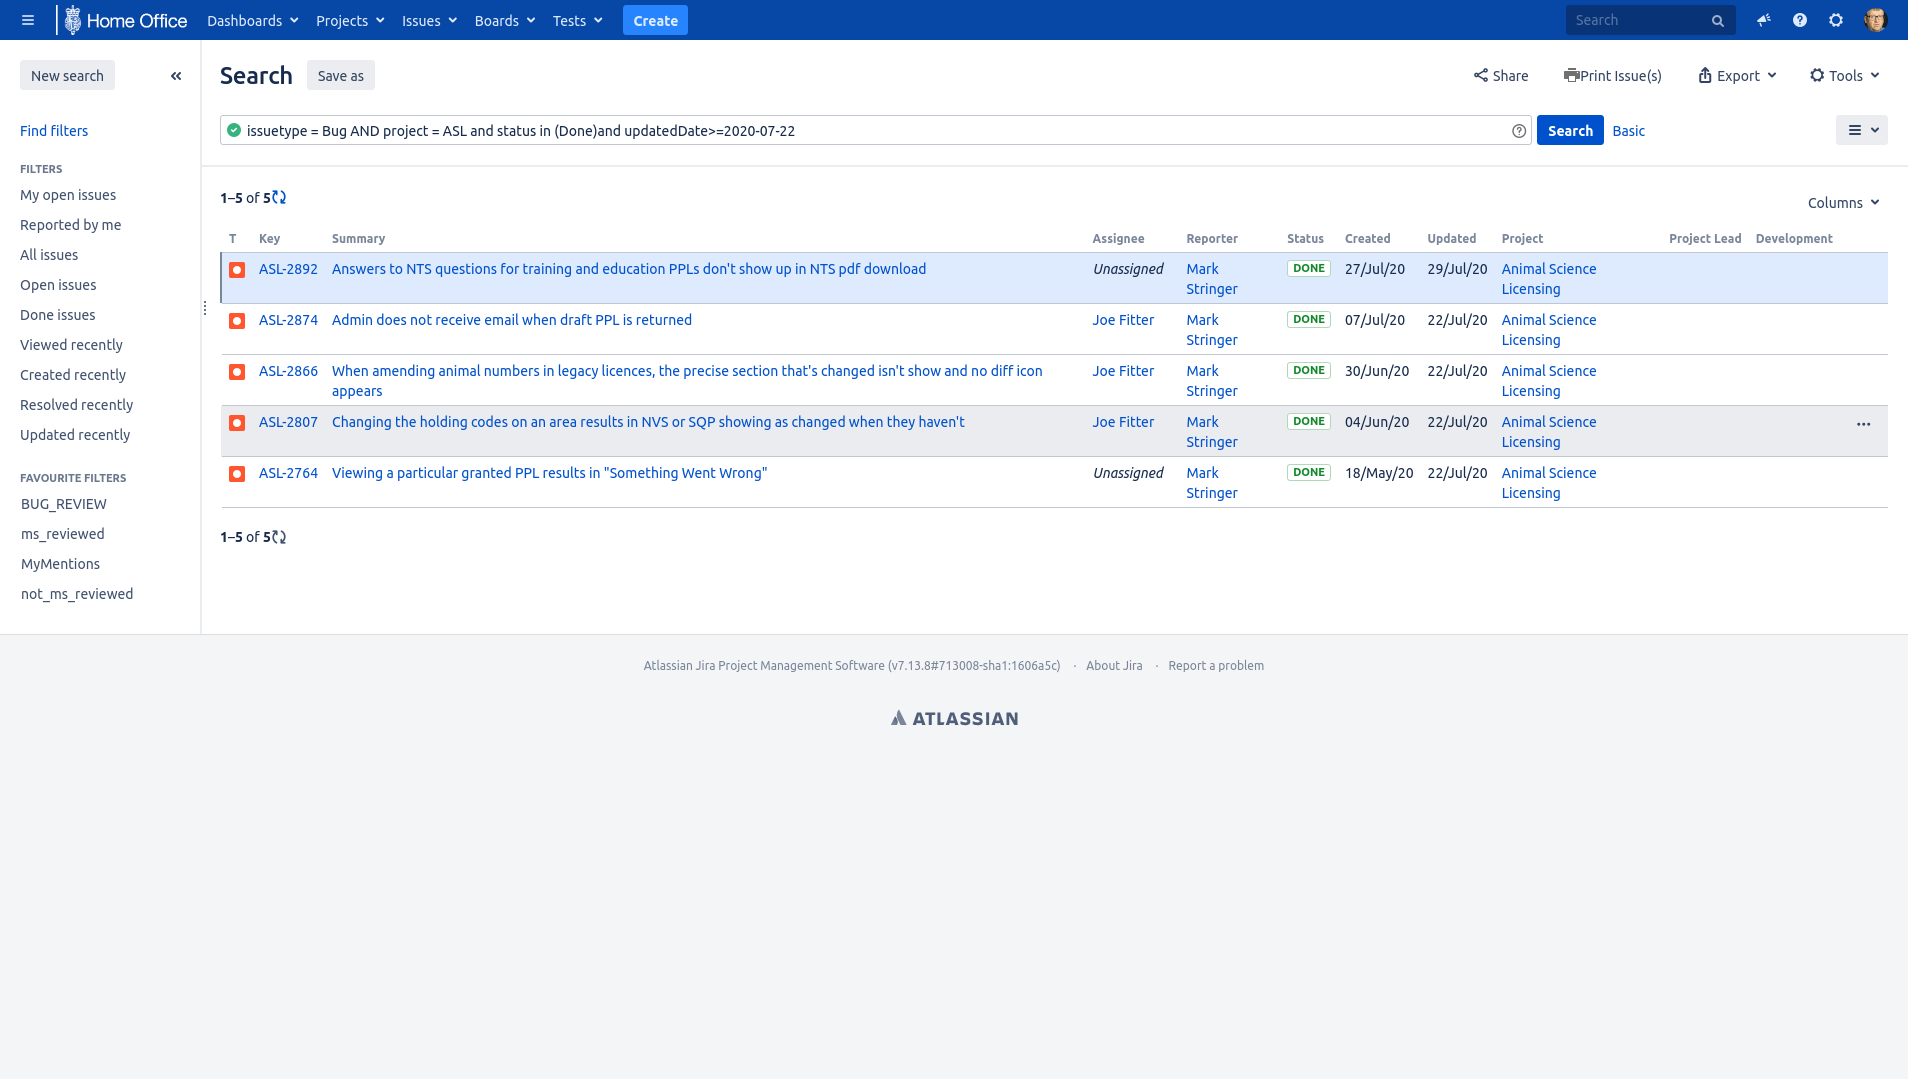 Home Office Dashboards Projects Issues Boards Tests Create Search
New search
Find filters
FILTERS
My open issues
Reported by me
All issues
Open issues
Done issues
Viewed recently
Created recently
Resolved recently
Updated recently
FAVOURITE FILTERS
BUG_REVIEW
ms_reviewed
MyMentions
not_ms_reviewed
Search Save as Share Print Issue(s) Export Tools
issuetype = Bug AND project = ASL and status in (Done)and updatedDate>=2020-07-22 Search Basic
1–5 of 5
Columns
T Key Summary Assignee Reporter Status Created Updated Project Project Lead Development
ASL-2892 Answers to NTS questions for training and education PPLs don't show up in NTS pdf download Unassigned Mark DONE 27/Jul/20 29/Jul/20 Animal Science
Stringer Licensing
ASL-2874 Admin does not receive email when draft PPL is returned Joe Fitter Mark DONE 07/Jul/20 22/Jul/20 Animal Science
Stringer Licensing
ASL-2866 When amending animal numbers in legacy licences, the precise section that's changed isn't show and no diff icon Joe Fitter Mark DONE 30/Jun/20 22/Jul/20 Animal Science
appears Stringer Licensing
ASL-2807 Changing the holding codes on an area results in NVS or SQP showing as changed when they haven't Joe Fitter Mark DONE 04/Jun/20 22/Jul/20 Animal Science
Stringer Licensing
ASL-2764 Viewing a particular granted PPL results in "Something Went Wrong" Unassigned Mark DONE 18/May/20 22/Jul/20 Animal Science
Stringer Licensing
1–5 of 5
Atlassian Jira Project Management Software (v7.13.8#713008-sha1:1606a5c) · About Jira · Report a problem
ATLASSIAN